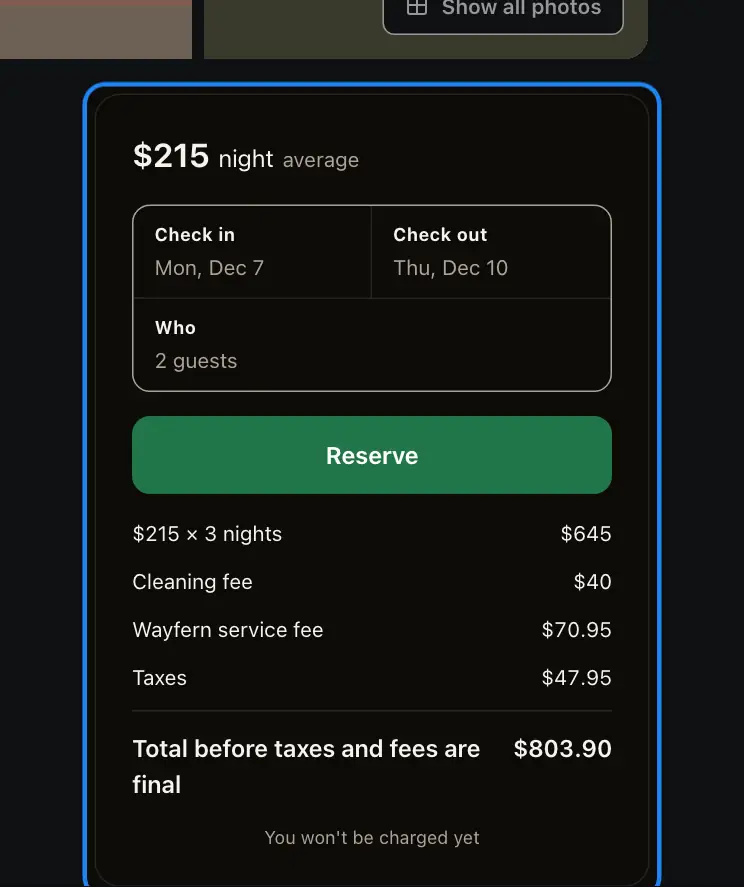 Show all photos
$215 night average
Check in
Check out
Mon, Dec 7
Thu, Dec 10
Who
2 guests
Reserve
$215 × 3 nights $645
Cleaning fee $40
Wayfern service fee $70.95
Taxes $47.95
Total before taxes and fees are $803.90
final
You won't be charged yet